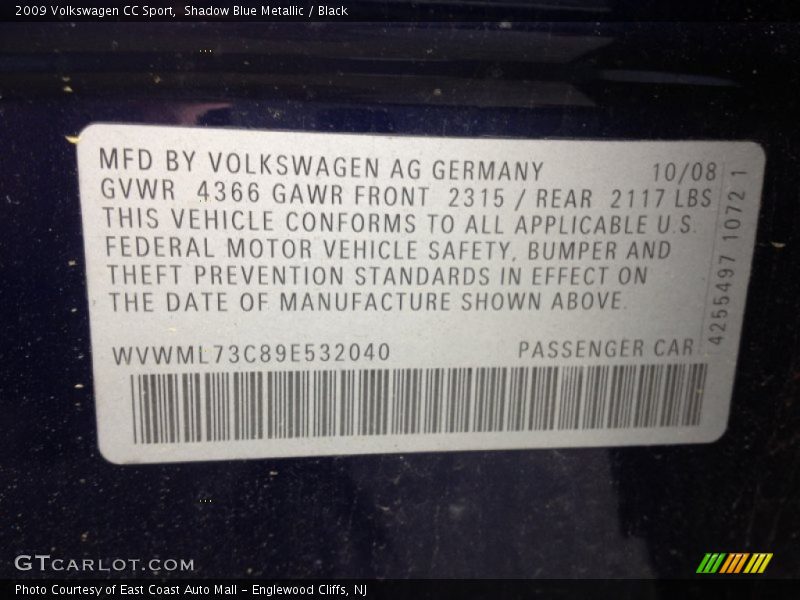 2009 Volkswagen CC Sport,  Shadow Blue Metallic / Black
MFD BY VOLKSWAGEN AG GERMANY 10/08
GVWR 4366 GAWR FRONT 2315 / REAR 2117 LBS
THIS VEHICLE CONFORMS TO ALL APPLICABLE U.S.
FEDERAL MOTOR VEHICLE SAFETY, BUMPER AND
THEFT PREVENTION STANDARDS IN EFFECT ON
THE DATE OF MANUFACTURE SHOWN ABOVE.
WVWML73C89E532040 PASSENGER CAR
4255497 10721
GTcarlot.com
Photo Courtesy of East Coast Auto Mall - Englewood Cliffs, NJ